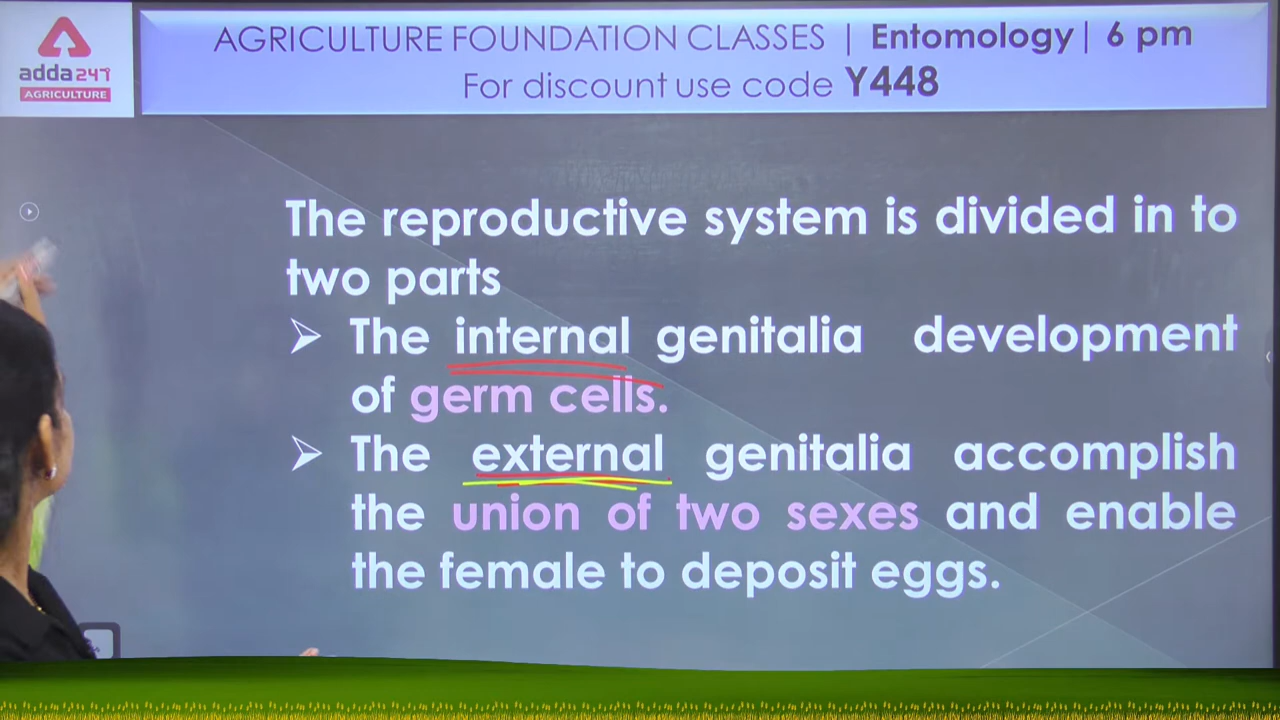 AGRICULTURE FOUNDATION CLASSES | Entomology| 6 pm
For discount use code Y448
adda247
AGRICULTURE
The reproductive system is divided in to
two parts
The internal genitalia development
of germ cells.
The external genitalia accomplish
the union of two sexes and enable
the female to deposit eggs.